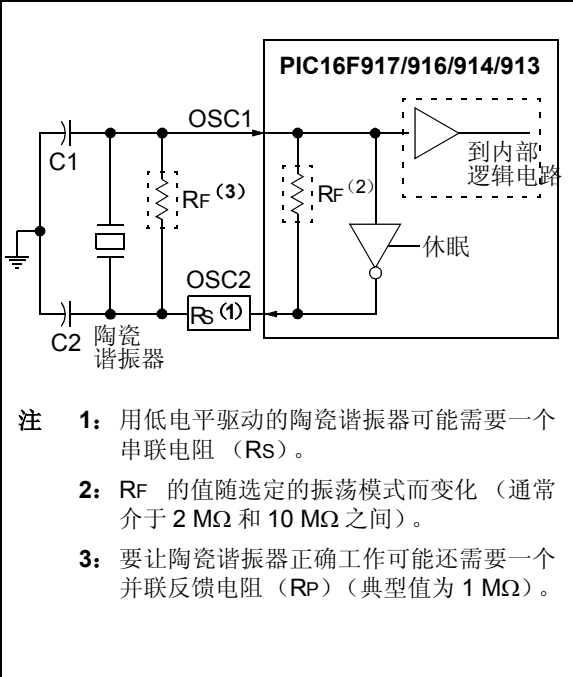 PIC16F917/916/914/913
OSC1
C1
到内部
逻辑电路
RF(3)
RF(2)
休眠
OSC2
RS(1)
C2
陶瓷
谐振器
注 1: 用低电平驱动的陶瓷谐振器可能需要一个
串联电阻 （RS）。
2: RF 的值随选定的振荡模式而变化 （通常
介于 2 MΩ 和 10 MΩ 之间）。
3: 要让陶瓷谐振器正确工作可能还需要一个
并联反馈电阻 （RP）（典型值为 1 MΩ）。